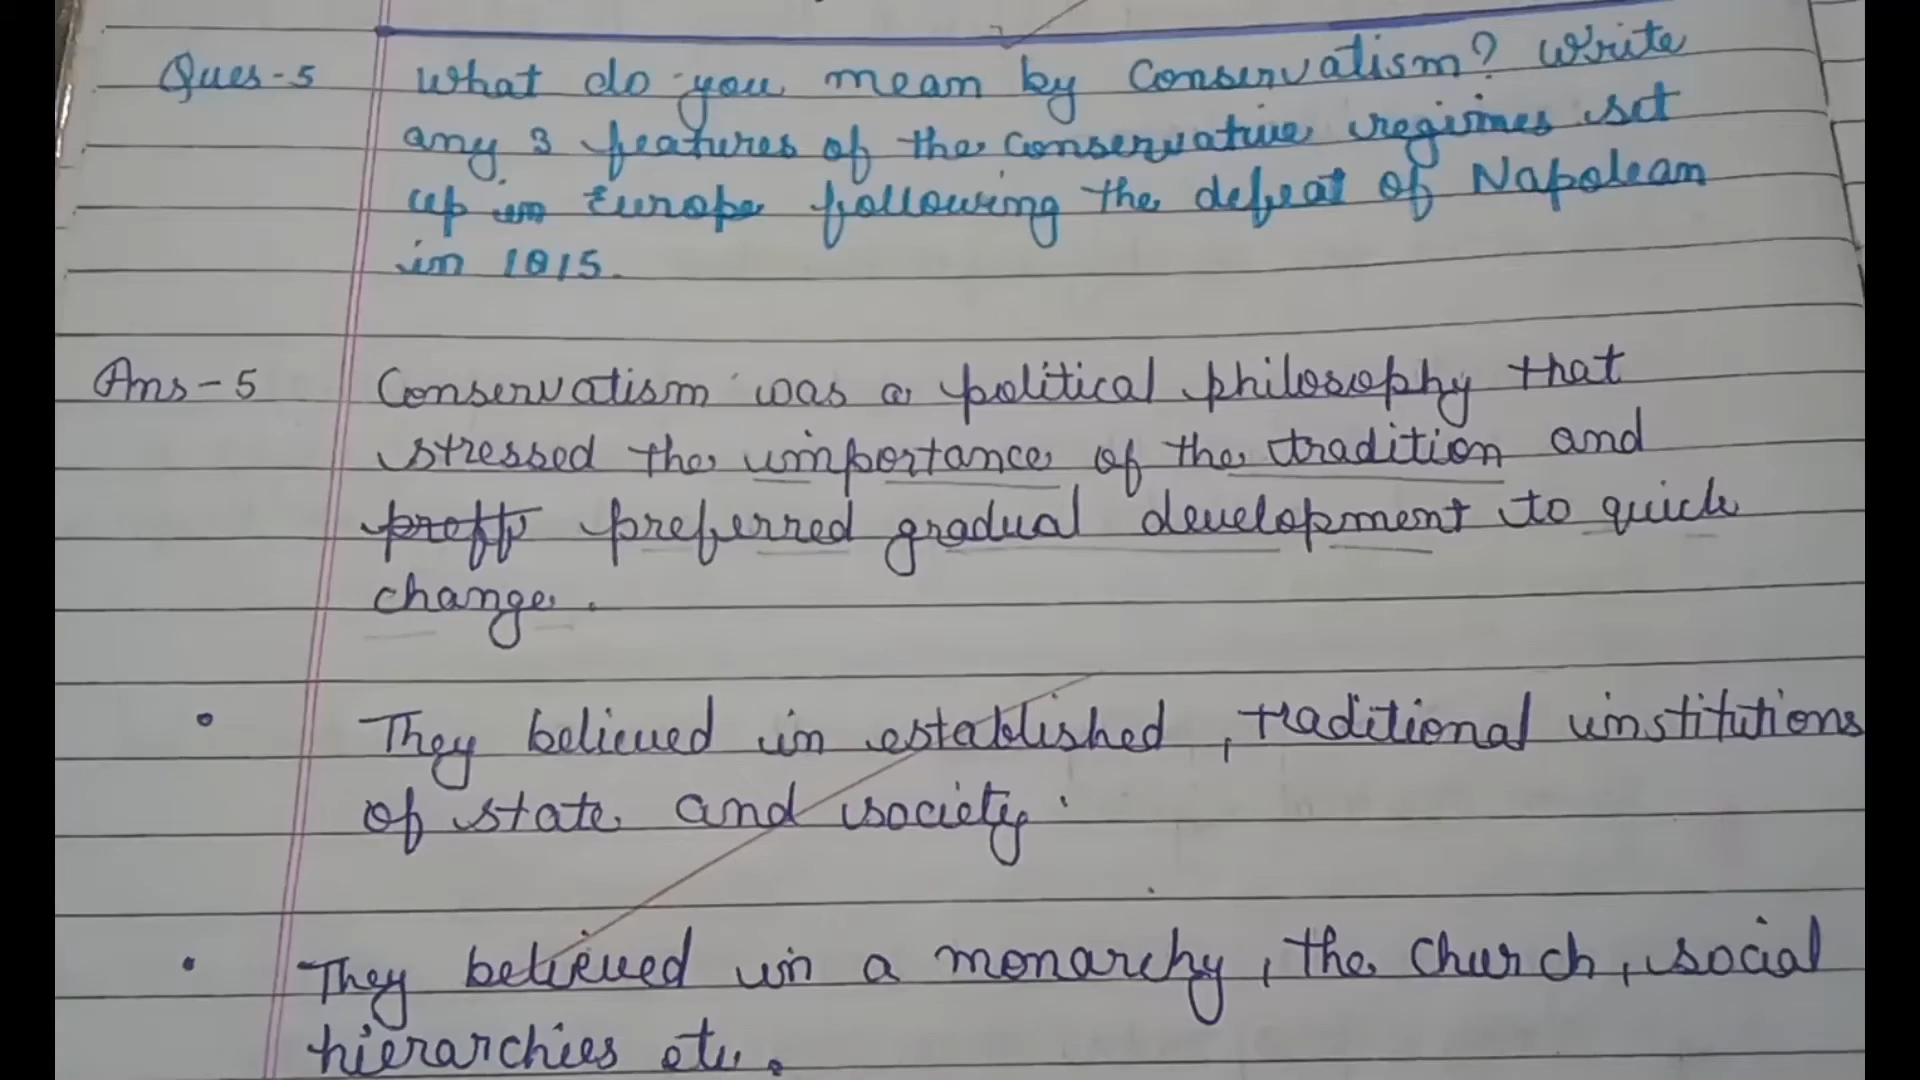 Ques-5 What do you mean by Conservatism? Write
any 3 features of the conservative regimes set
up in Europe following the defeat of Napolean
in 1815.
Ans-5 Conservatism was a political philosophy that
stressed the importance of the tradition and
preferred gradual development to quick
change.
• They believed in established, traditional institutions
of state and society.
• They believed in a monarchy, the church, social
hierarchies etc.